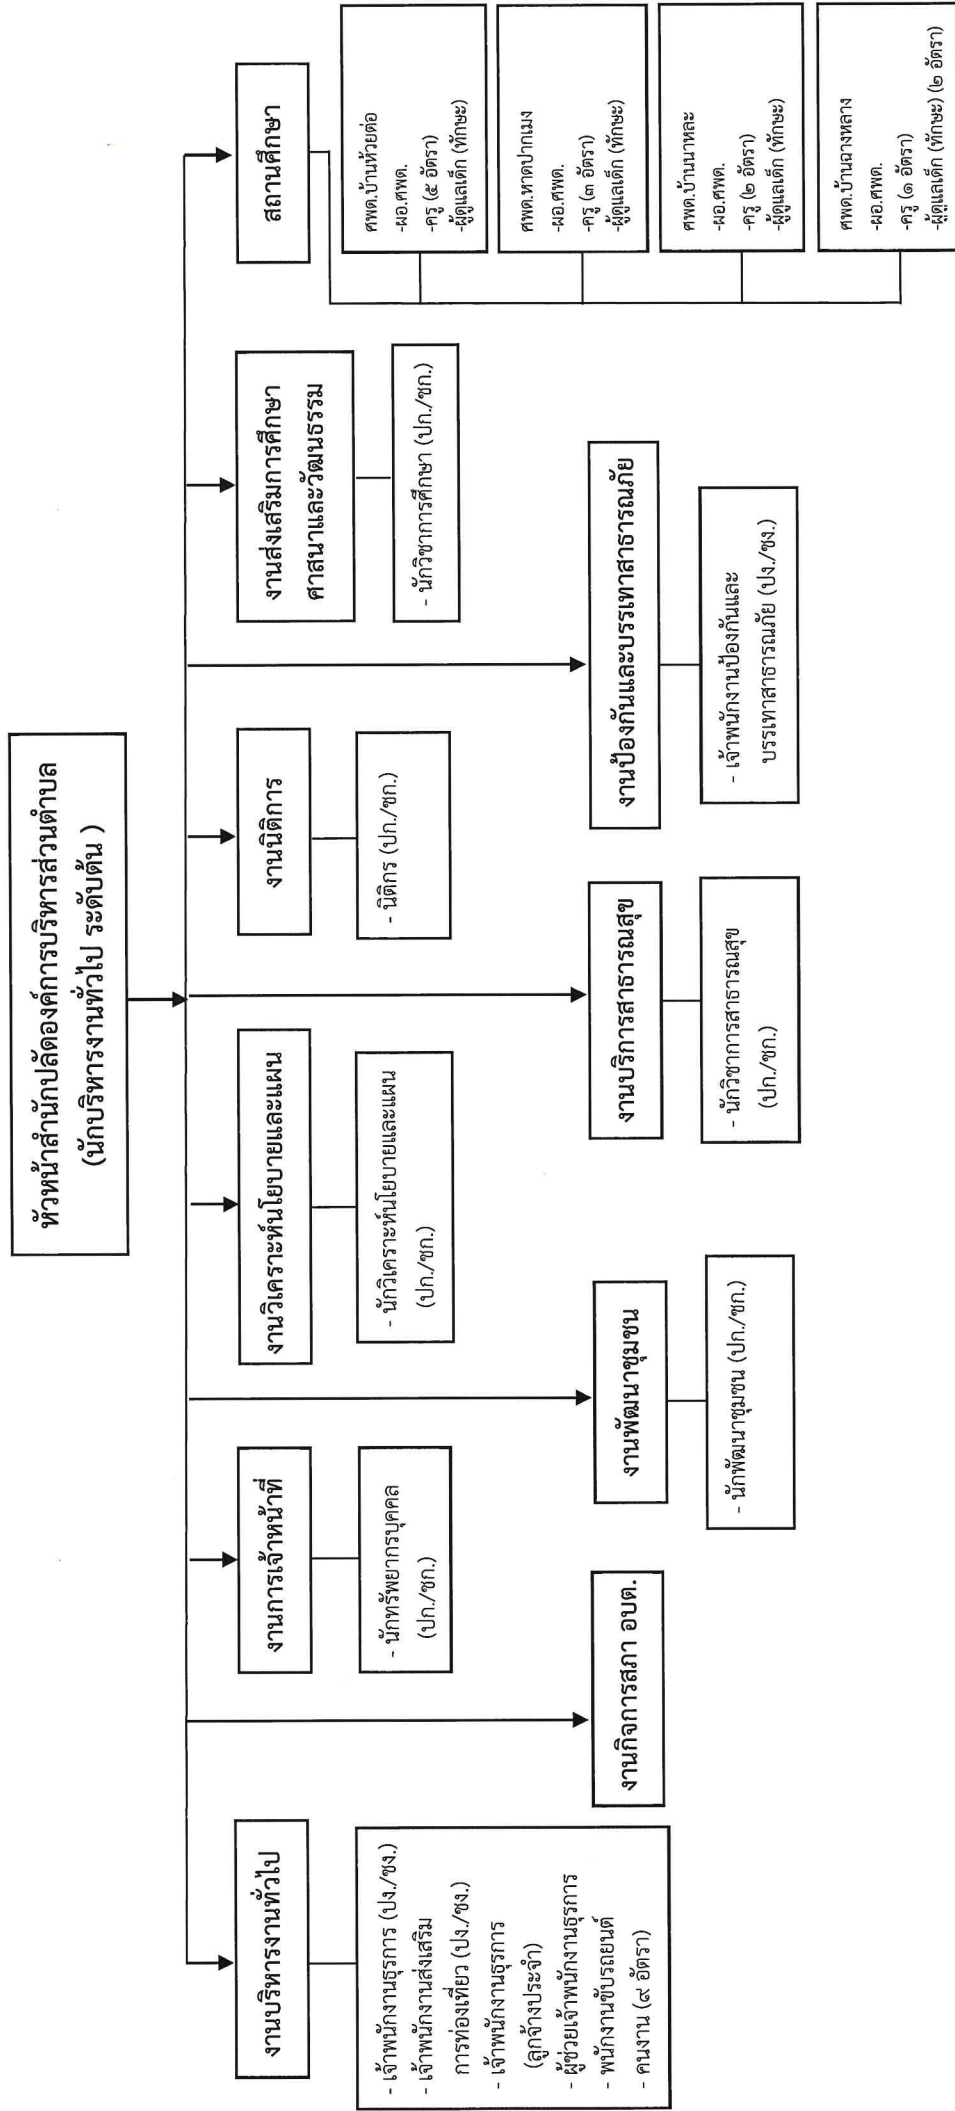 หัวหน้าสำนักปลัดองค์การบริหารส่วนตำบล
(นักบริหารงานทั่วไป ระดับต้น )
งานบริหารงานทั่วไป
- เจ้าพนักงานธุรการ (ปง./ชง.)
- เจ้าพนักงานส่งเสริม
การท่องเที่ยว (ปง./ชง.)
- เจ้าพนักงานธุรการ
(ลูกจ้างประจำ)
- ผู้ช่วยเจ้าพนักงานธุรการ
- พนักงานขับรถยนต์
- คนงาน (๙ อัตรา)
งานกิจการสภา อบต.
งานการเจ้าหน้าที่
- นักทรัพยากรบุคคล
(ปก./ชก.)
งานพัฒนาชุมชน
- นักพัฒนาชุมชน (ปก./ชก.)
งานวิเคราะห์นโยบายและแผน
- นักวิเคราะห์นโยบายและแผน
(ปก./ชก.)
งานบริการสาธารณสุข
- นักวิชาการสาธารณสุข
(ปก./ชก.)
งานนิติการ
- นิติกร (ปก./ชก.)
งานป้องกันและบรรเทาสาธารณภัย
- เจ้าพนักงานป้องกันและ
บรรเทาสาธารณภัย (ปง./ชง.)
งานส่งเสริมการศึกษา
ศาสนาและวัฒนธรรม
- นักวิชาการศึกษา (ปก./ชก.)
สถานศึกษา
ศพด.บ้านห้วยต่อ
-ผอ.ศพด.
-ครู (๕ อัตรา)
-ผู้ดูแลเด็ก (ทักษะ)
ศพด.หาดปากเมง
-ผอ.ศพด.
-ครู (๓ อัตรา)
-ผู้ดูแลเด็ก (ทักษะ)
ศพด.บ้านนาหละ
-ผอ.ศพด.
-ครู (๒ อัตรา)
-ผู้ดูแลเด็ก (ทักษะ)
ศพด.บ้านฉางหลาง
-ผอ.ศพด.
-ครู (๑ อัตรา)
-ผู้ดูแลเด็ก (ทักษะ) (๒ อัตรา)